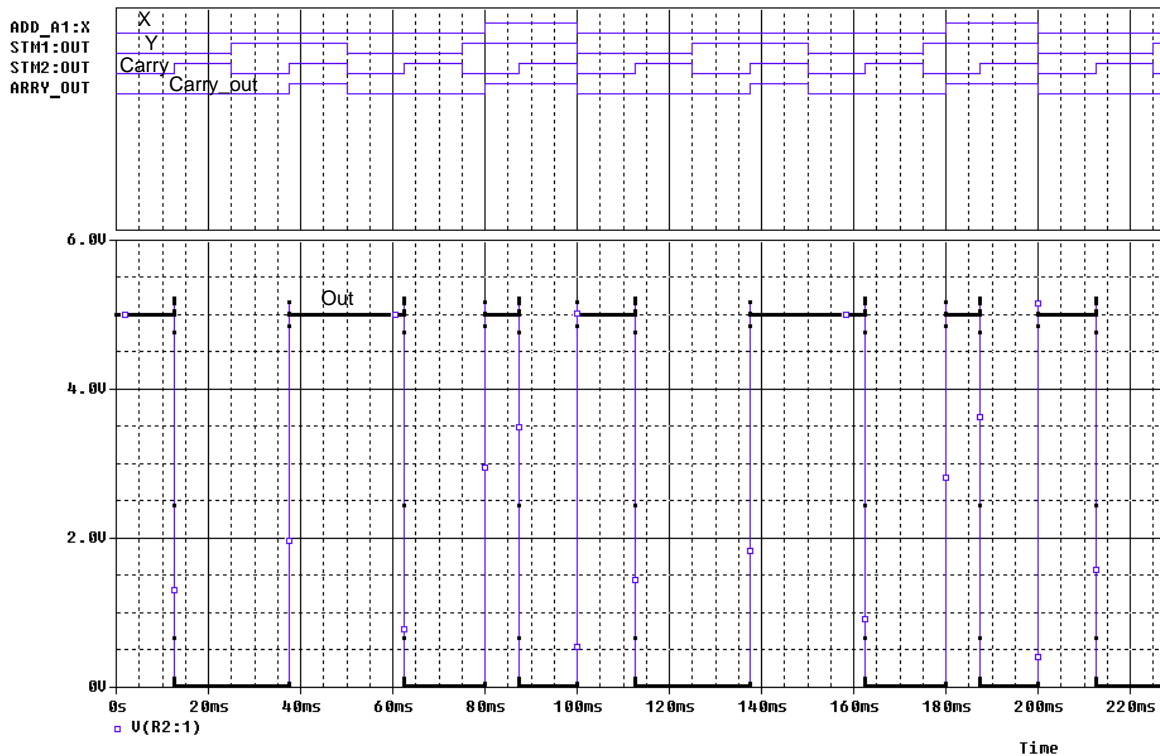 ADD_A1:X X
STM1:OUT Y
STM2:OUT Carry
ARRY_OUT Carry_out
6.0V
Out
4.0V
2.0V
0V
0s 20ms 40ms 60ms 80ms 100ms 120ms 140ms 160ms 180ms 200ms 220ms
V(R2:1)
Time